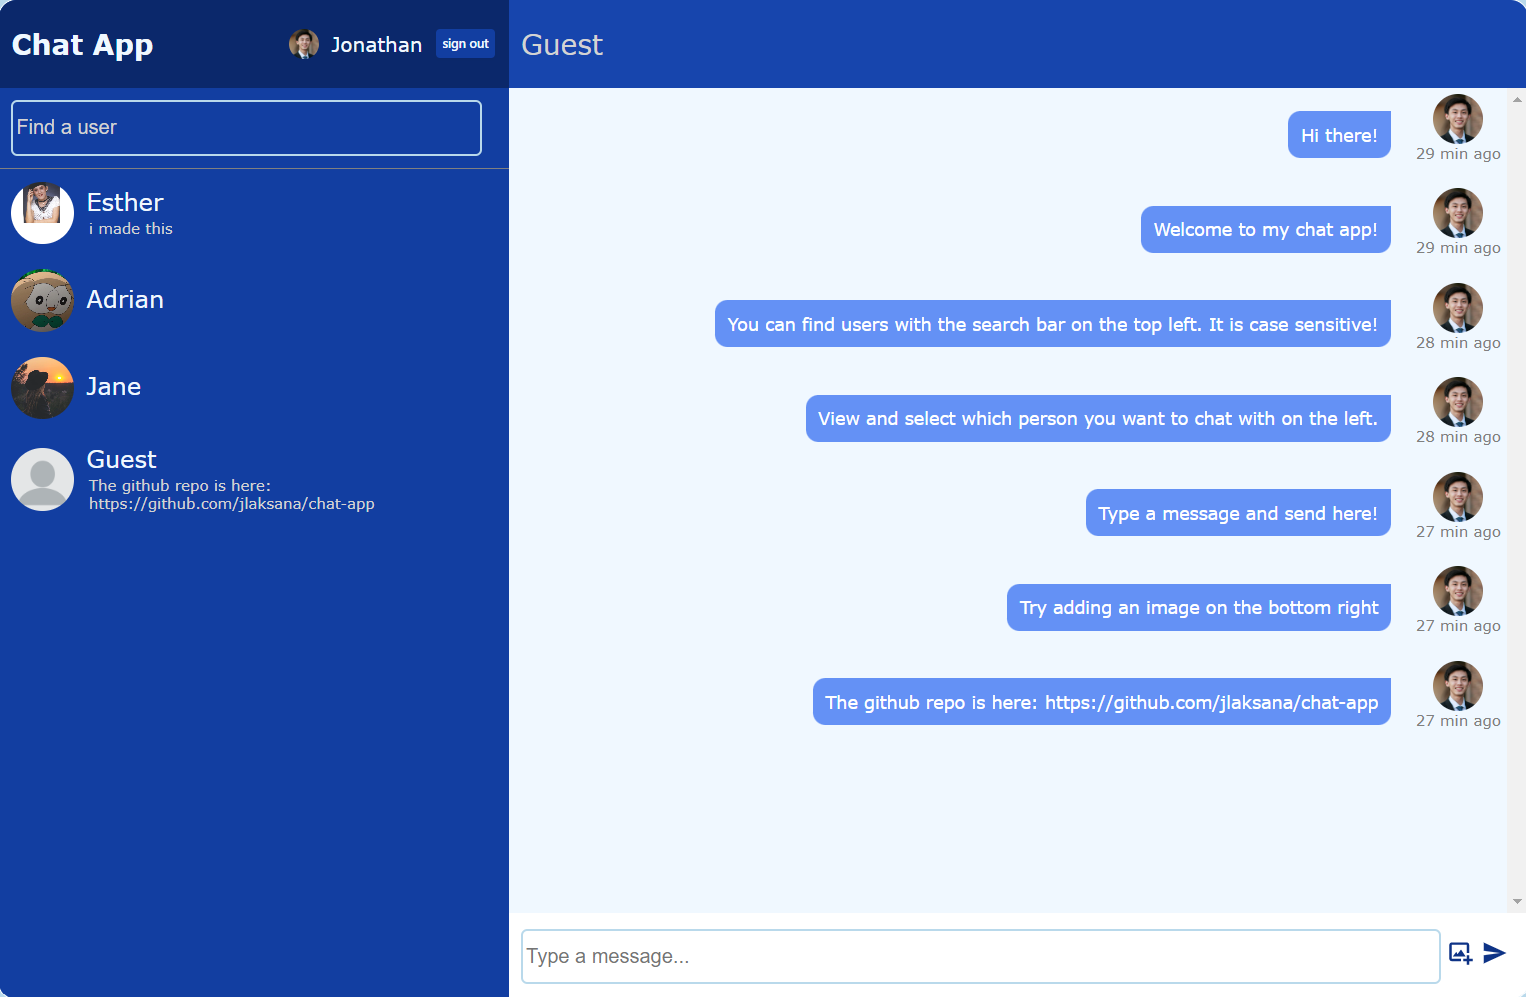 Chat App
Jonathan
sign out
Guest
Find a user
Esther
i made this
Adrian
Jane
Guest
The github repo is here:
https://github.com/jlaksana/chat-app
Hi there!
29 min ago
Welcome to my chat app!
29 min ago
You can find users with the search bar on the top left. It is case sensitive!
28 min ago
View and select which person you want to chat with on the left.
28 min ago
Type a message and send here!
27 min ago
Try adding an image on the bottom right
27 min ago
The github repo is here: https://github.com/jlaksana/chat-app
27 min ago
Type a message...